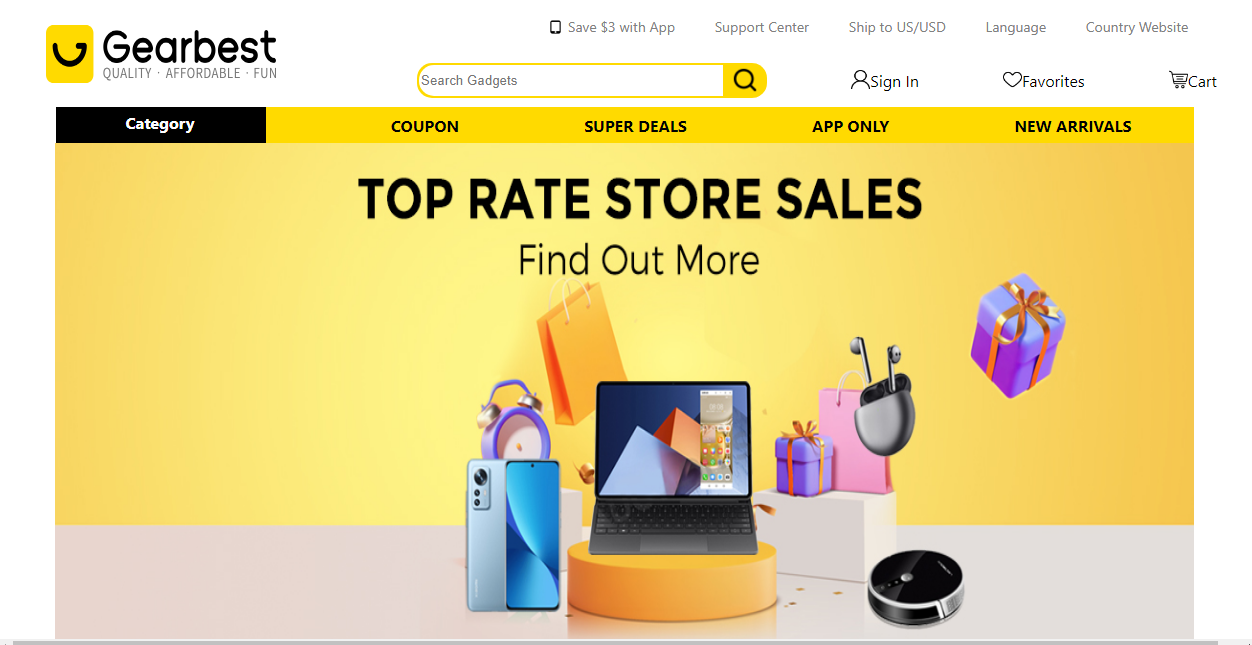 Save $3 with App Support Center Ship to US/USD Language Country Website
Gearbest
QUALITY · AFFORDABLE · FUN
Search Gadgets
Sign In Favorites Cart
Category COUPON SUPER DEALS APP ONLY NEW ARRIVALS
TOP RATE STORE SALES
Find Out More